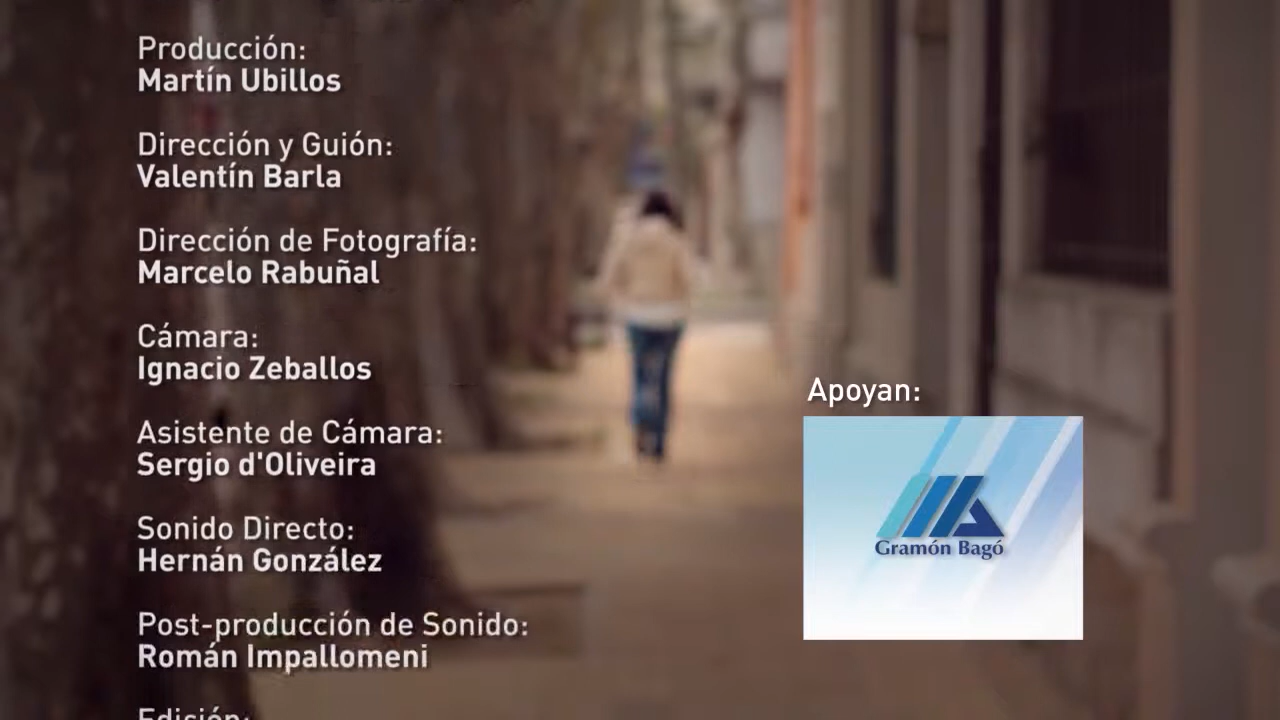 Producción:
Martín Ubillos
Dirección y Guión:
Valentín Barla
Dirección de Fotografía:
Marcelo Rabuñal
Cámara:
Ignacio Zeballos
Asistente de Cámara:
Sergio d'Oliveira
Sonido Directo:
Hernán González
Post-producción de Sonido:
Román Impallomeni
Edición:
Apoyan:
Gramón Bagó